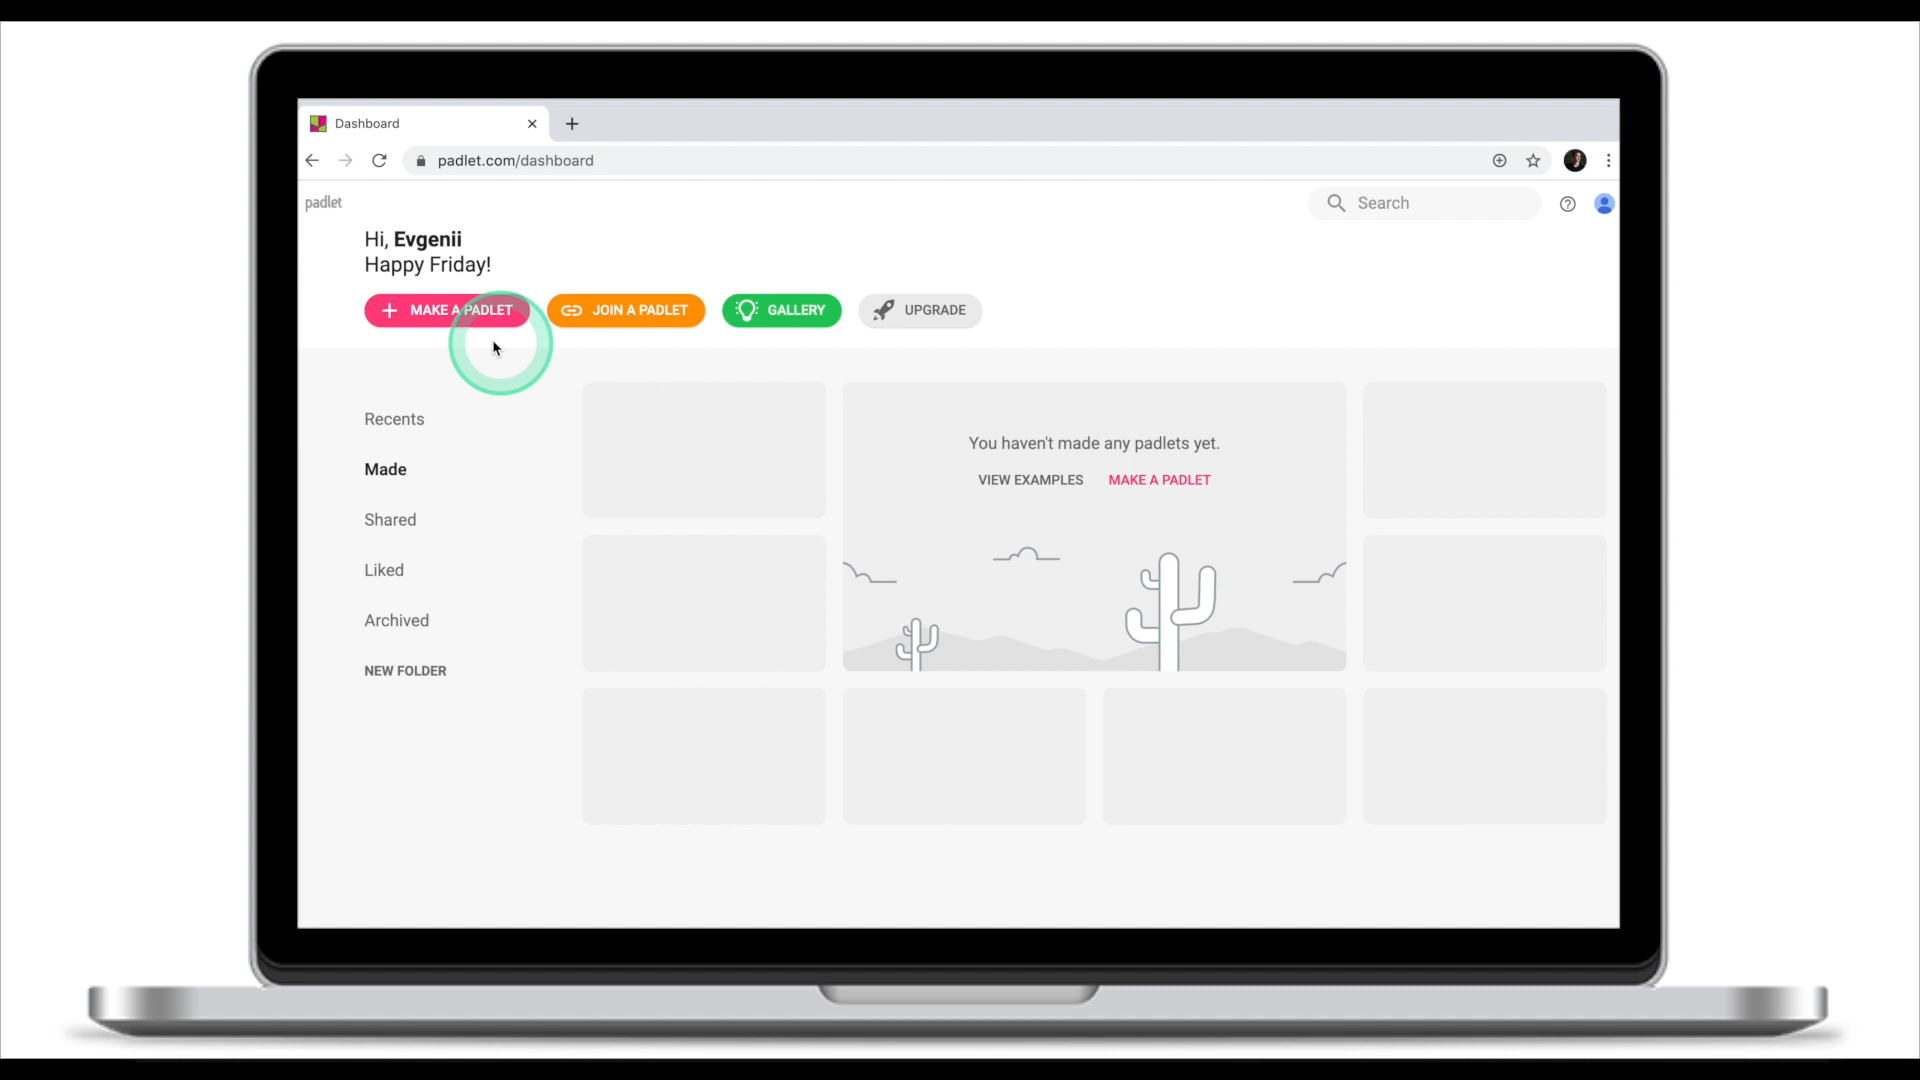 Dashboard
padlet.com/dashboard
padlet
Search
Hi, Evgenii
Happy Friday!
MAKE A PADLET
JOIN A PADLET
GALLERY
UPGRADE
Recents
Made
Shared
Liked
Archived
NEW FOLDER
You haven't made any padlets yet.
VIEW EXAMPLES MAKE A PADLET